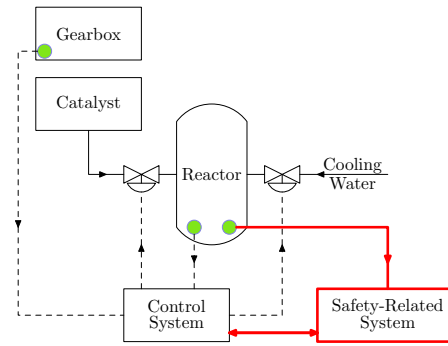 Gearbox
Catalyst
Reactor
Cooling
Water
Control
System
Safety-Related
System